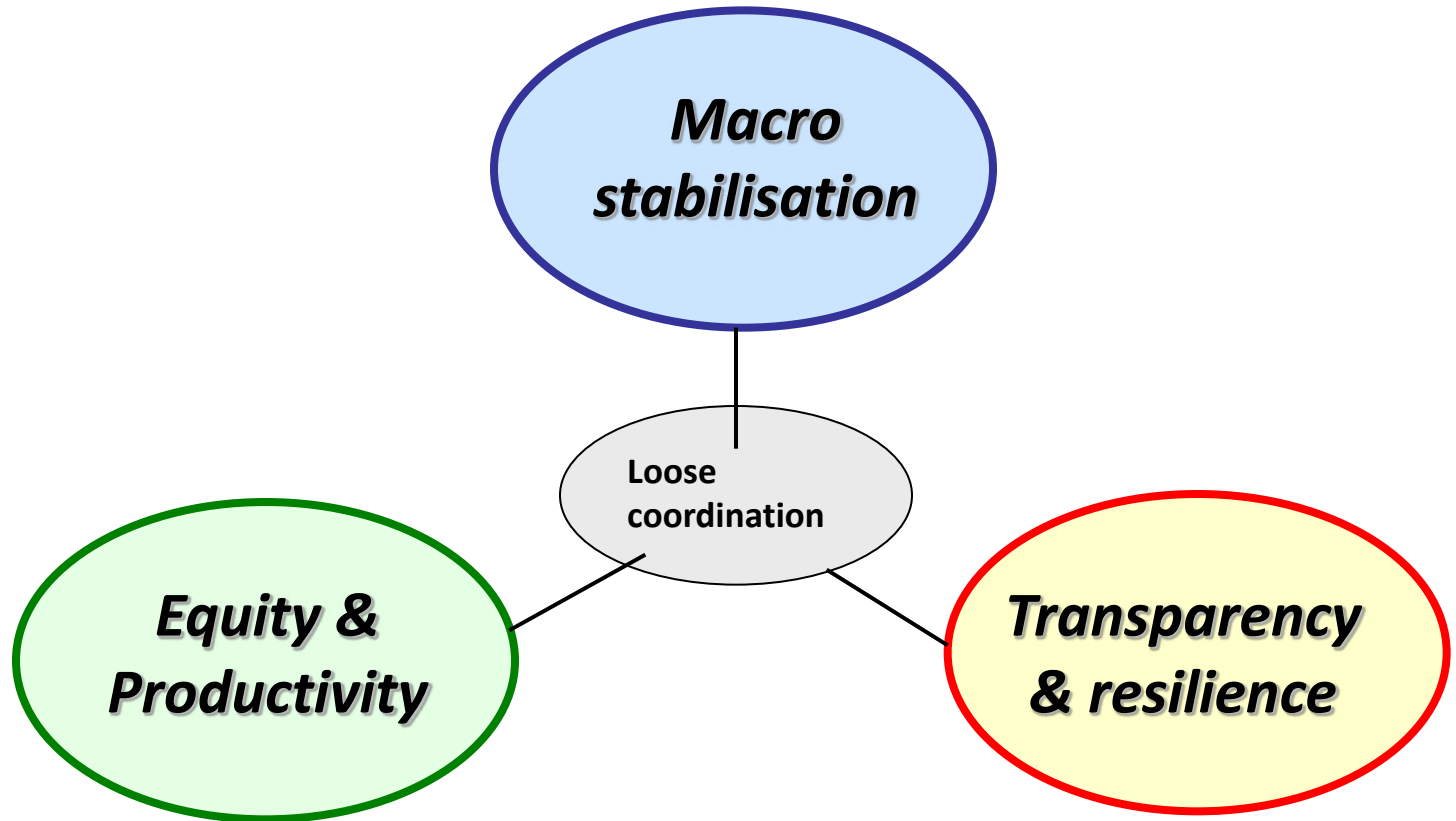 Macro
stabilisation
Loose
coordination
Equity &
Productivity
Transparency
& resilience